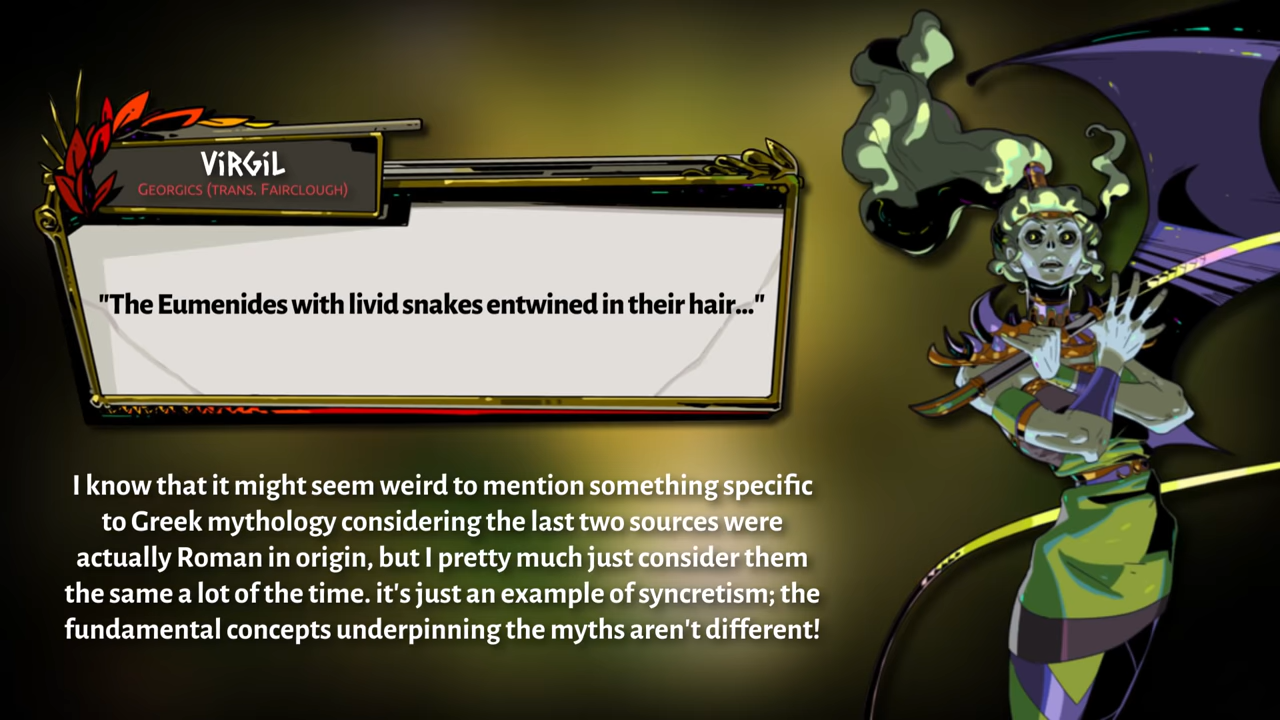 ViRGiL
Georgics (trans. Fairclough)
"The Eumenides with livid snakes entwined in their hair..."
I know that it might seem weird to mention something specific
to Greek mythology considering the last two sources were
actually Roman in origin, but I pretty much just consider them
the same a lot of the time. it's just an example of syncretism; the
fundamental concepts underpinning the myths aren't different!